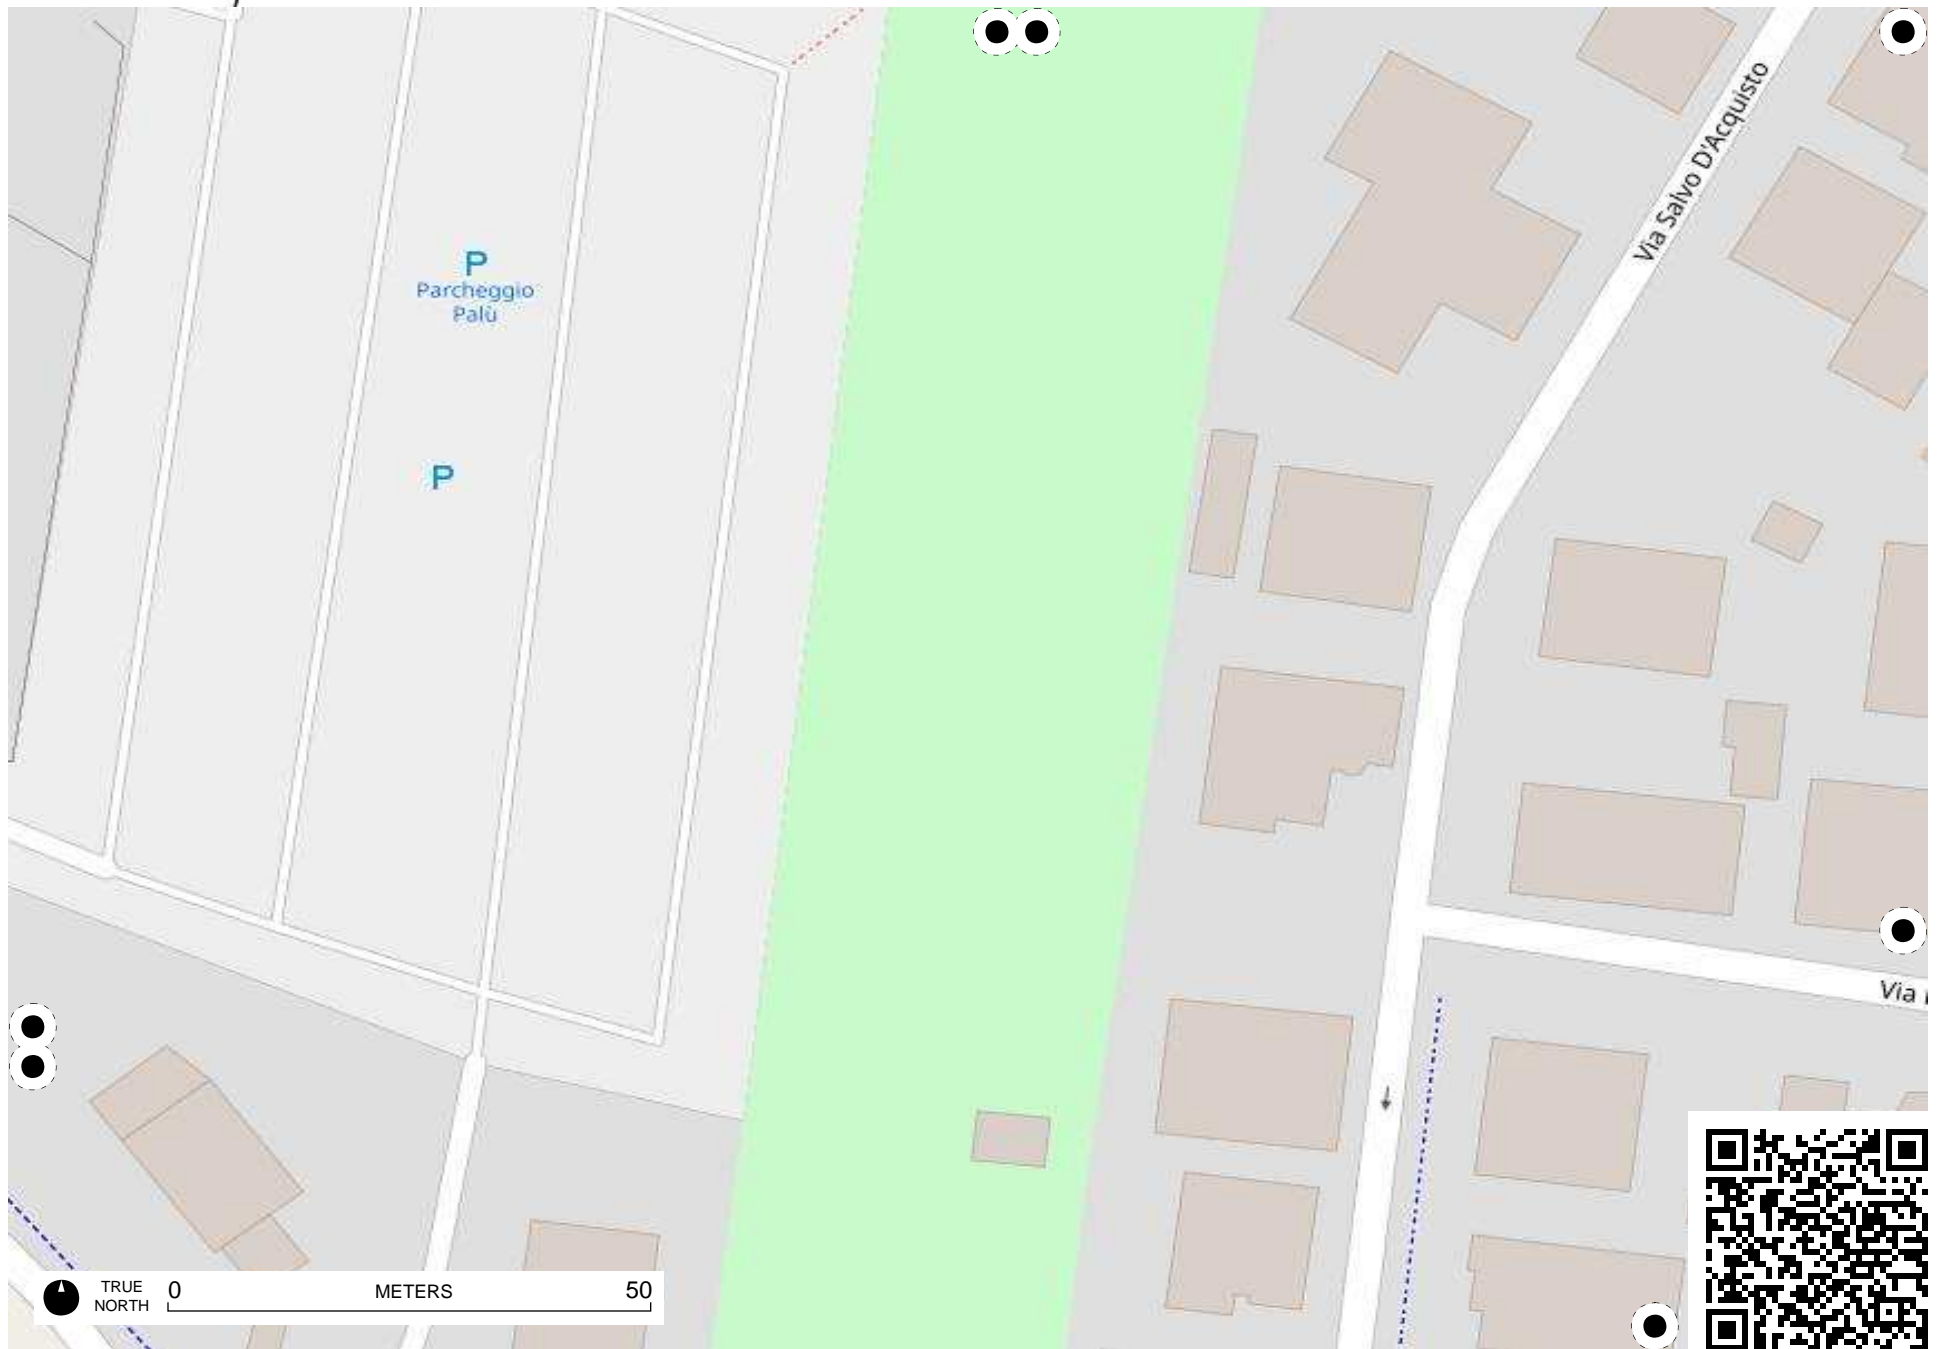 Via Salvo D'Acquisto
P
Parcheggio
Palù
P
Via
TRUE
NORTH
0 METERS 50